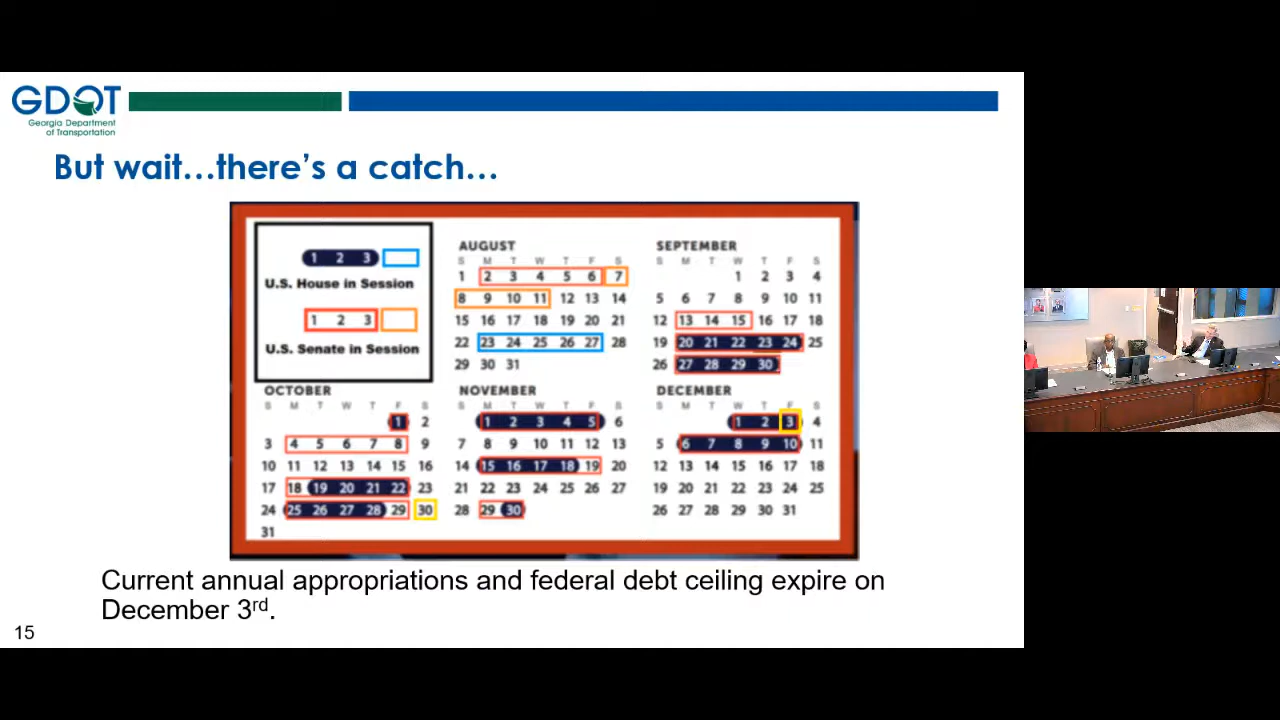 GDOT
Georgia Department
of Transportation
But wait…there's a catch…
1 2 3
U.S. House in Session
1 2 3
U.S. Senate in Session
AUGUST
S M T W T F S
1 2 3 4 5 6 7
8 9 10 11 12 13 14
15 16 17 18 19 20 21
22 23 24 25 26 27 28
29 30 31
SEPTEMBER
S M T W T F S
1 2 3 4
5 6 7 8 9 10 11
12 13 14 15 16 17 18
19 20 21 22 23 24 25
26 27 28 29 30
OCTOBER
S M T W T F S
1 2
3 4 5 6 7 8 9
10 11 12 13 14 15 16
17 18 19 20 21 22 23
24 25 26 27 28 29 30
31
NOVEMBER
S M T W T F S
1 2 3 4 5 6
7 8 9 10 11 12 13
14 15 16 17 18 19 20
21 22 23 24 25 26 27
28 29 30
DECEMBER
S M T W T F S
1 2 3 4
5 6 7 8 9 10 11
12 13 14 15 16 17 18
19 20 21 22 23 24 25
26 27 28 29 30 31
Current annual appropriations and federal debt ceiling expire on
December 3rd.
15